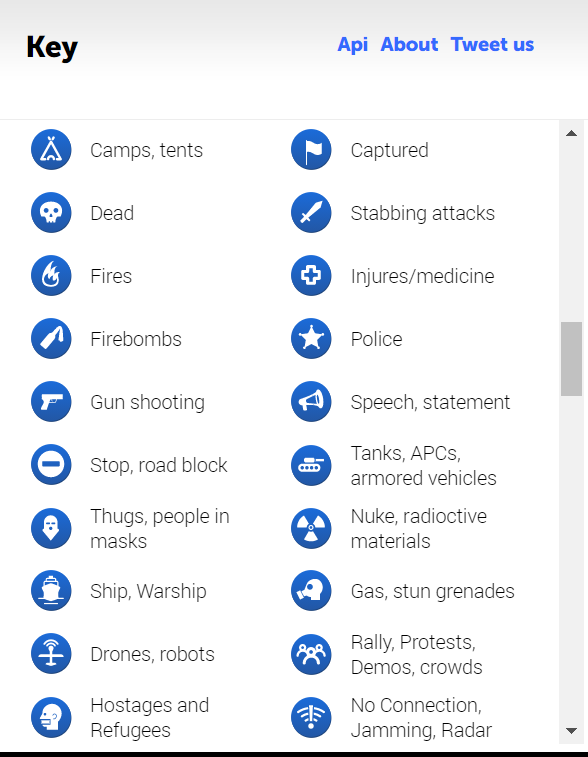 Key
Api About Tweet us
Camps, tents
Captured
Dead
Stabbing attacks
Fires
Injures/medicine
Firebombs
Police
Gun shooting
Speech, statement
Stop, road block
Tanks, APCs,
armored vehicles
Thugs, people in
masks
Nuke, radioctive
materials
Ship, Warship
Gas, stun grenades
Drones, robots
Rally, Protests,
Demos, crowds
Hostages and
Refugees
No Connection,
Jamming, Radar